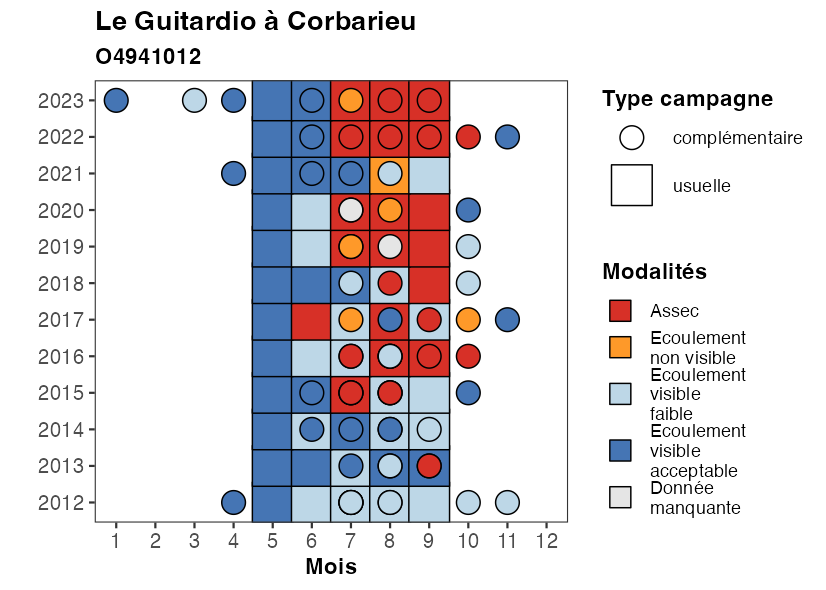 Le Guitardio à Corbarieu
O4941012
2023
2022
2021
2020
2019
2018
2017
2016
2015
2014
2013
2012
1 2 3 4 5 6 7 8 9 10 11 12
Mois
Type campagne
complémentaire
usuelle
Modalités
Assec
Ecoulement
non visible
Ecoulement
visible
faible
Ecoulement
visible
acceptable
Donnée
manquante